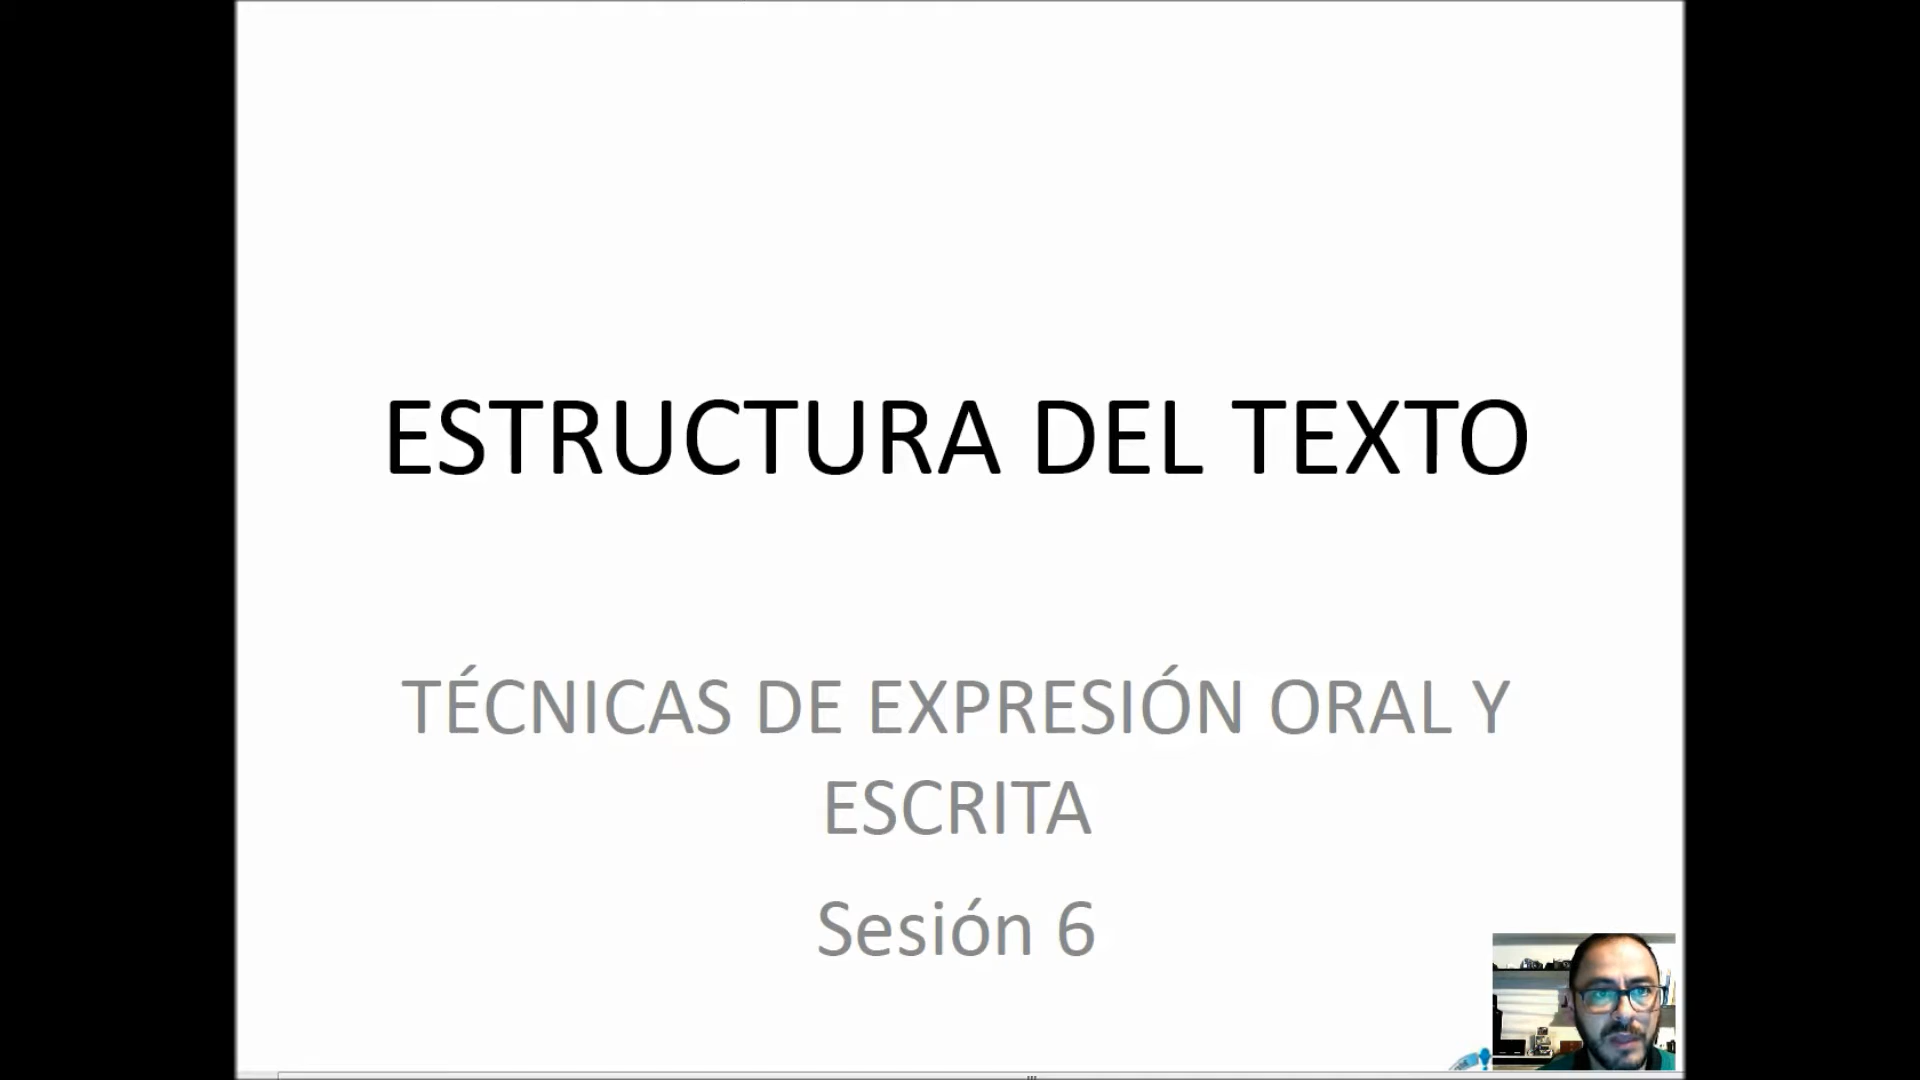 ESTRUCTURA DEL TEXTO
TÉCNICAS DE EXPRESIÓN ORAL Y
ESCRITA
Sesión 6